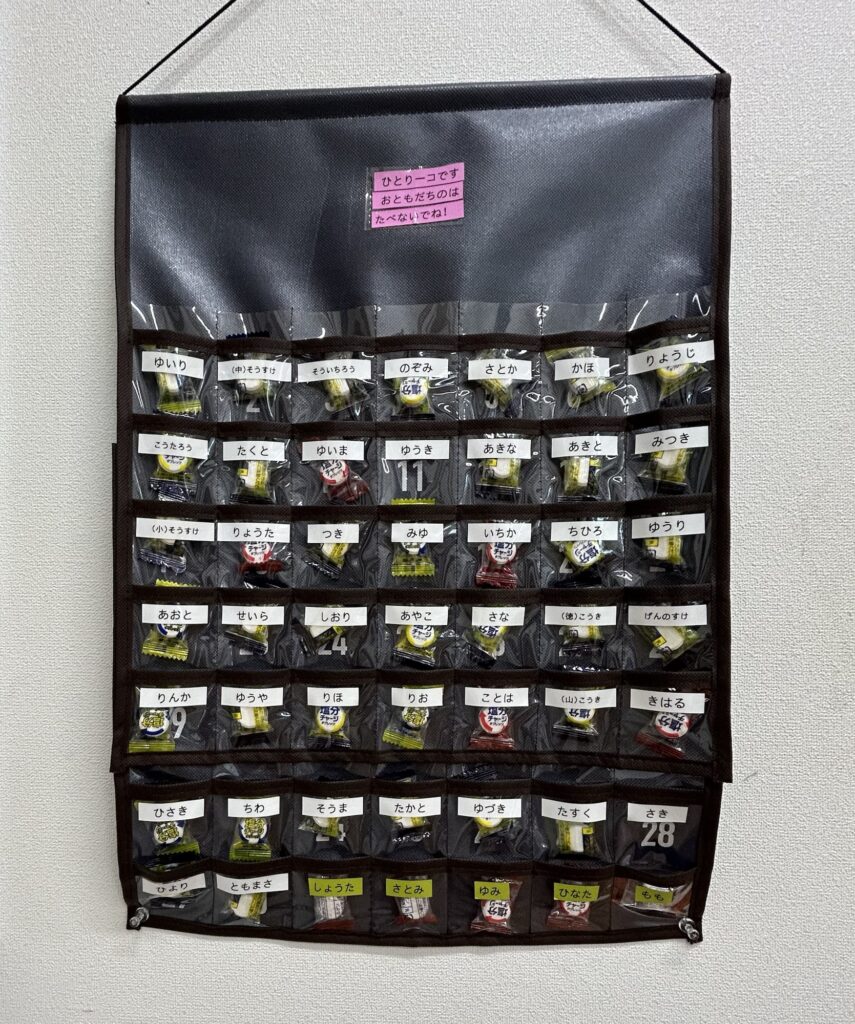 ひとり一コです
おともだちのは
たべないでね!
ゆいり (中)そうすけ そういちろう のぞみ さとか かほ りょうじ
こうたろう たくと ゆいま ゆうき あきな あきと みつき
11
(小)そうすけ りょうた つき みゆ いちか ちひろ ゆうり
あおと せいら しおり あやこ さな (徳)こうき げんのすけ
24
りんか ゆうや りほ りお ことは (山)こうき きはる
ひさき ちわ そうま たかと ゆづき たすく さき
28
ひより ともまさ しょうた さとみ ゆみ ひなた もも